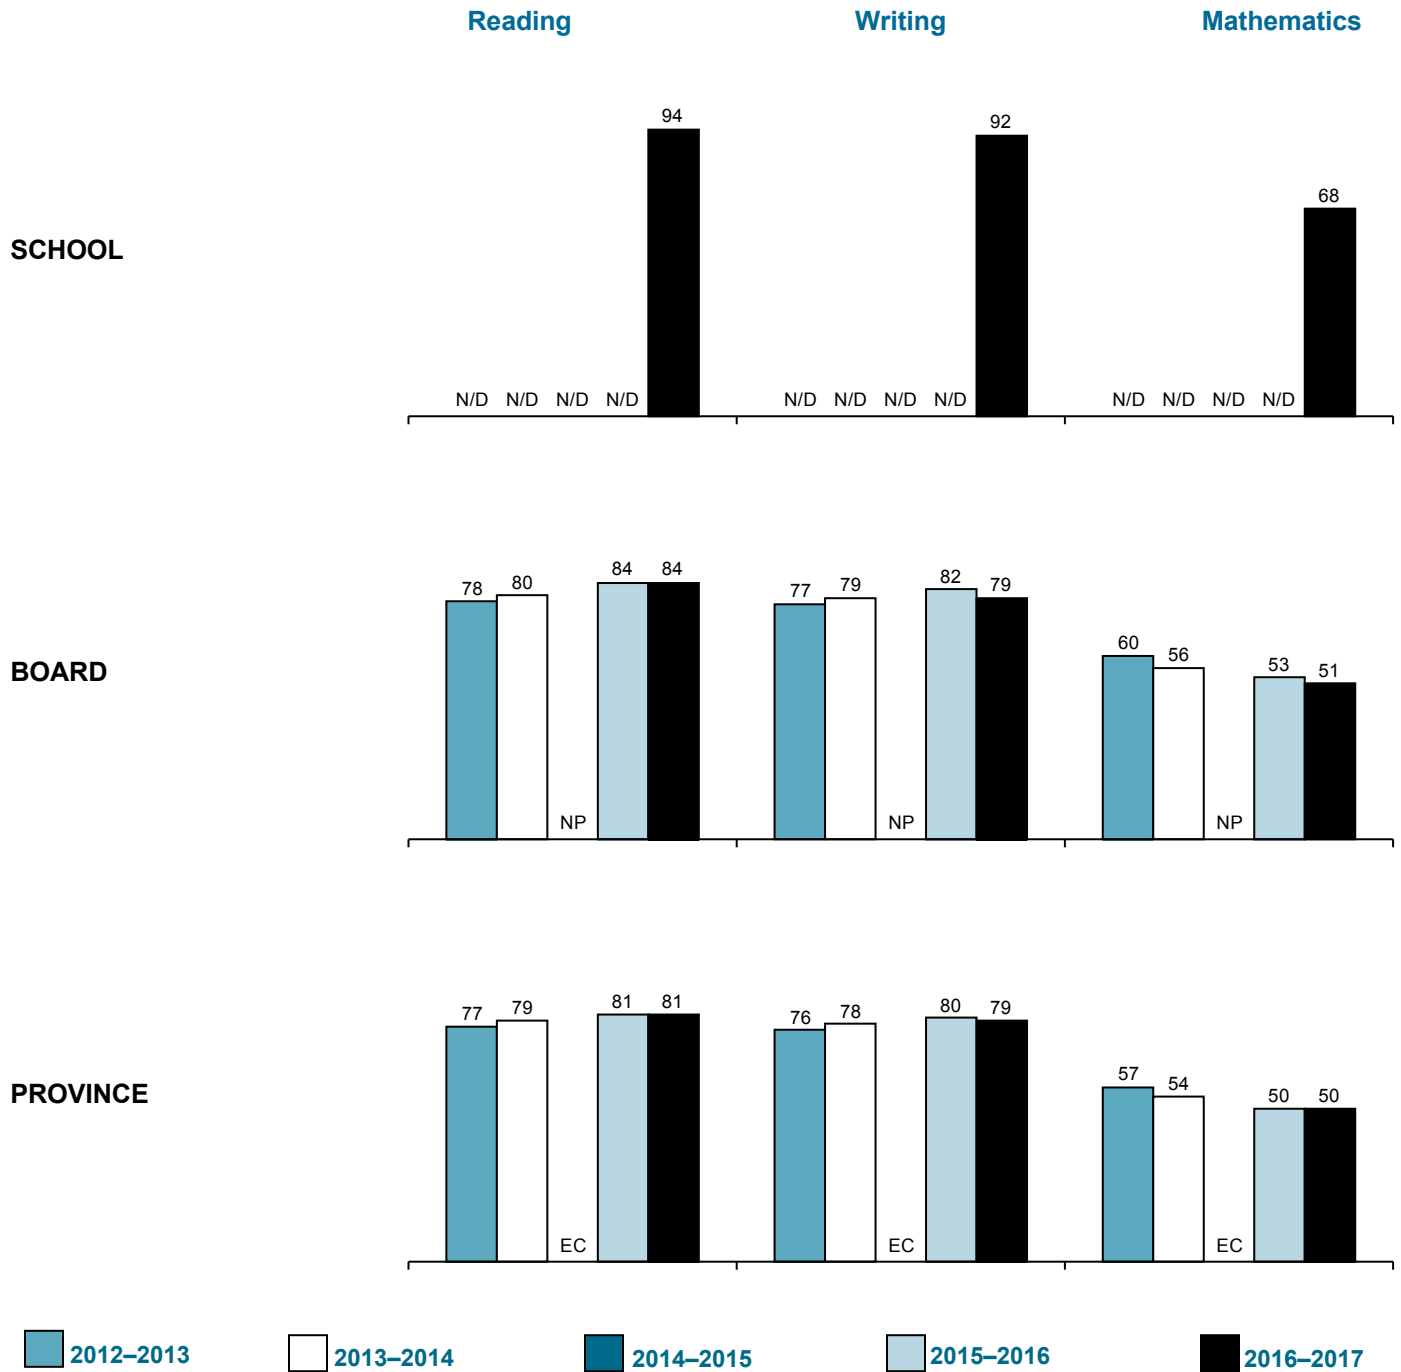 Reading Writing Mathematics
SCHOOL
94 92 68
N/D N/D N/D N/D N/D N/D N/D N/D N/D N/D N/D N/D
BOARD
78 80 84 84 77 79 82 79 60 56 53 51
NP NP NP
PROVINCE
77 79 81 81 76 78 80 79 57 54 50 50
EC EC EC
2012–2013 2013–2014 2014–2015 2015–2016 2016–2017